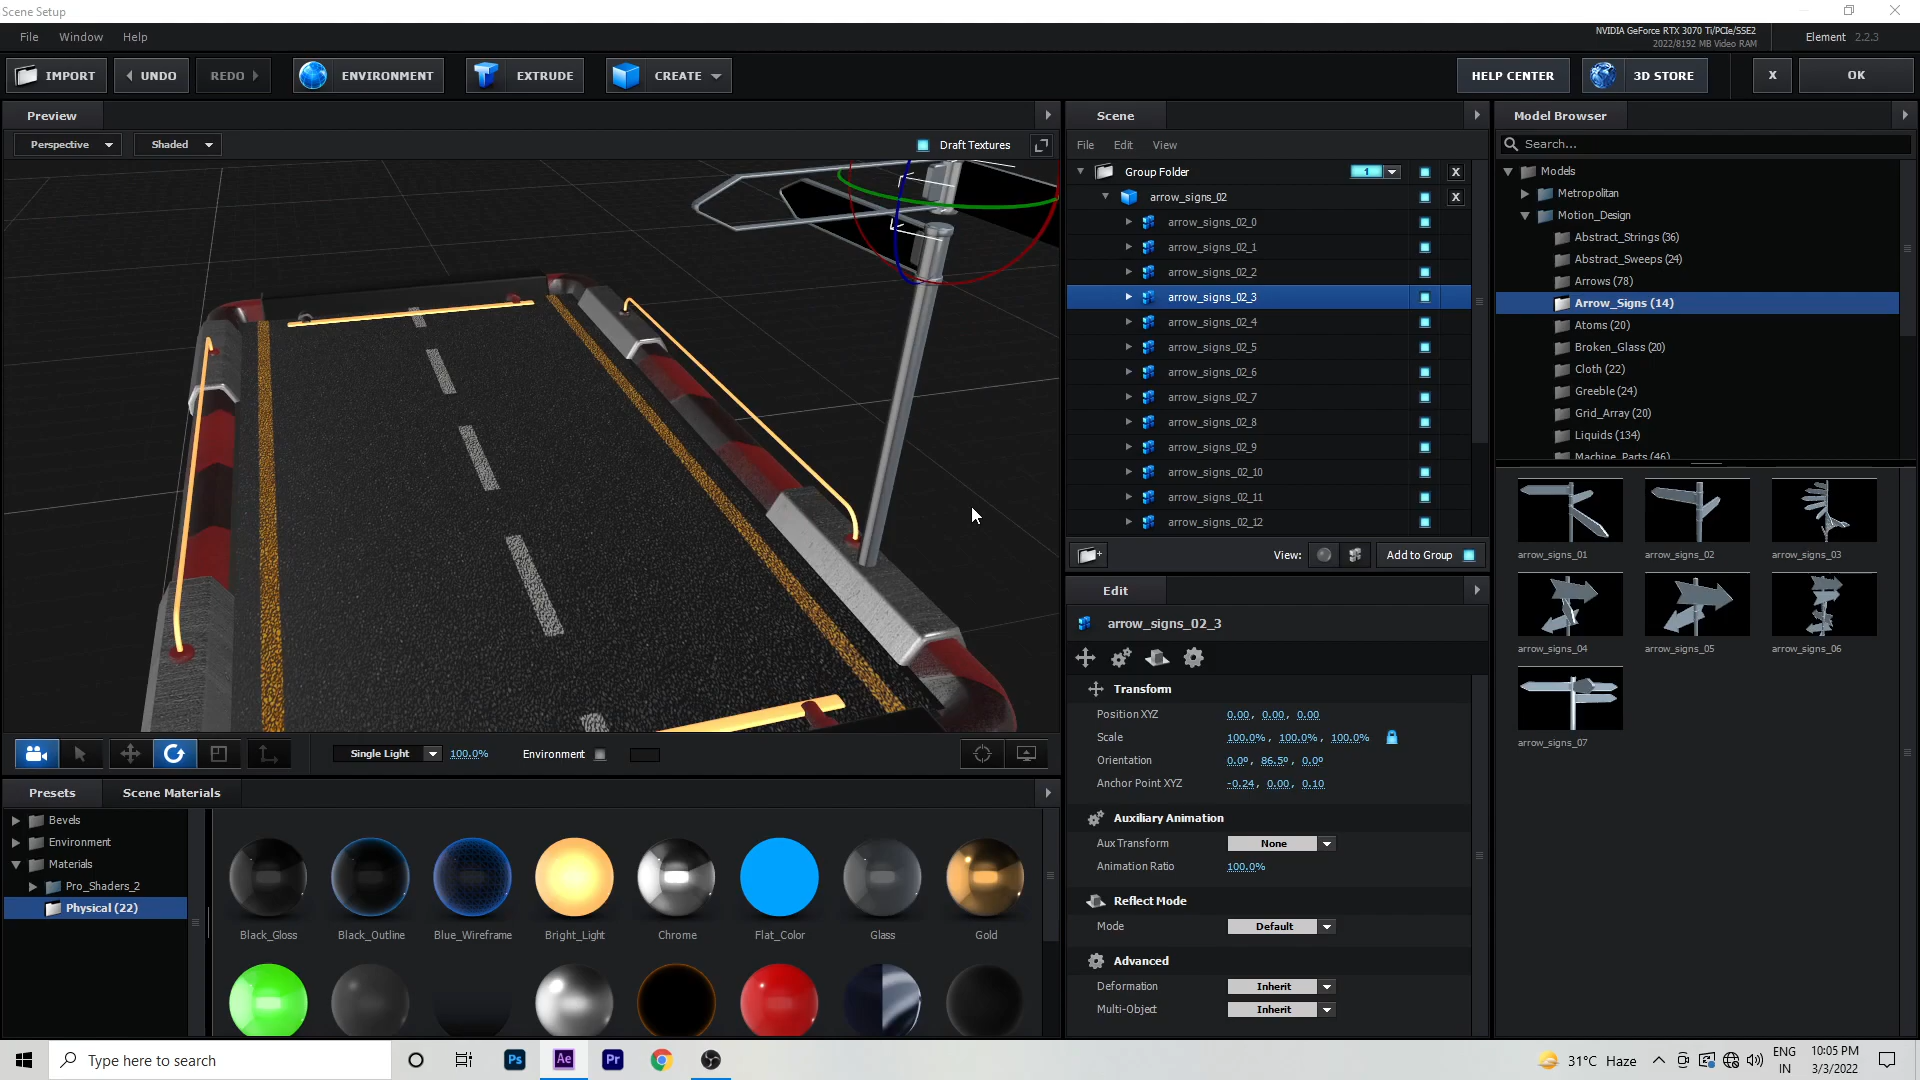 Scene Setup
File Window Help
NVIDIA GeForce RTX 3070 Ti/PCIe/SSE2
2022/8192 MB Video RAM
Element 2.2.3
IMPORT UNDO REDO ENVIRONMENT EXTRUDE CREATE HELP CENTER 3D STORE X OK
Preview
Perspective Shaded Draft Textures
Single Light 100.0% Environment
Scene
File Edit View
Group Folder 1 X
arrow_signs_02 X
arrow_signs_02_0
arrow_signs_02_1
arrow_signs_02_2
arrow_signs_02_3
arrow_signs_02_4
arrow_signs_02_5
arrow_signs_02_6
arrow_signs_02_7
arrow_signs_02_8
arrow_signs_02_9
arrow_signs_02_10
arrow_signs_02_11
arrow_signs_02_12
View: Add to Group
Edit
arrow_signs_02_3
Transform
Position XYZ 0.00, 0.00, 0.00
Scale 100.0%, 100.0%, 100.0%
Orientation 0.0º, 86.5º, 0.0º
Anchor Point XYZ -0.24, 0.00, 0.10
Auxiliary Animation
Aux Transform None
Animation Ratio 100.0%
Reflect Mode
Mode Default
Advanced
Deformation Inherit
Multi-Object Inherit
Model Browser
Search...
Models
Metropolitan
Motion_Design
Abstract_Strings (36)
Abstract_Sweeps (24)
Arrows (78)
Arrow_Signs (14)
Atoms (20)
Broken_Glass (20)
Cloth (22)
Greeble (24)
Grid_Array (20)
Liquids (134)
Machine_Parts (46)
arrow_signs_01 arrow_signs_02 arrow_signs_03
arrow_signs_04 arrow_signs_05 arrow_signs_06
arrow_signs_07
Presets Scene Materials
Bevels
Environment
Materials
Pro_Shaders_2
Physical (22)
Black_Gloss Black_Outline Blue_Wireframe Bright_Light Chrome Flat_Color Glass Gold
Type here to search
Ps Ae Pr
31°C Haze
ENG
IN
10:05 PM
3/3/2022